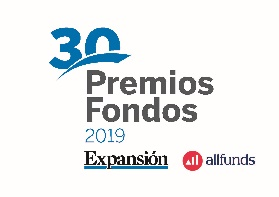 30
Premios
Fondos
2019
Expansión allfunds